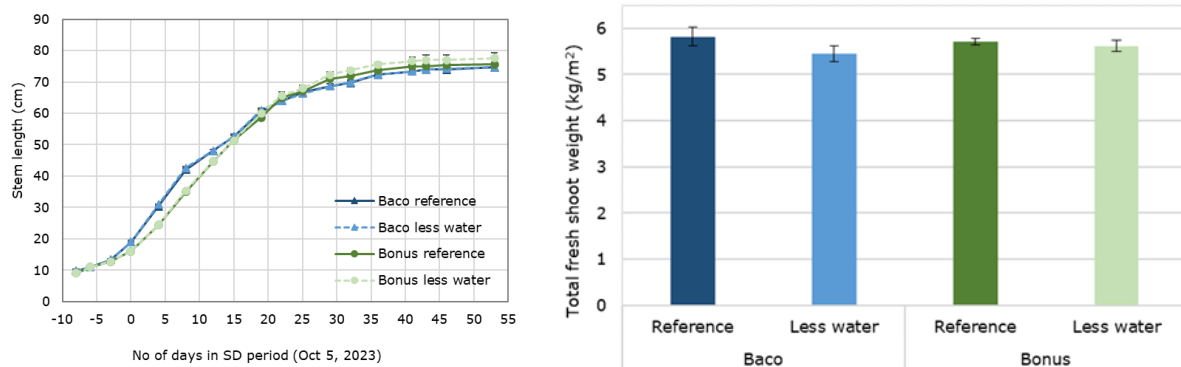 90
80
70
60
50
40
30
20
10
0
Stem length (cm)
Baco reference
Baco less water
Bonus reference
Bonus less water
-10 -5 0 5 10 15 20 25 30 35 40 45 50 55
No of days in SD period (Oct 5, 2023)
6
5
4
3
2
1
0
Total fresh shoot weight (kg/m²)
Reference Less water Reference Less water
Baco Bonus